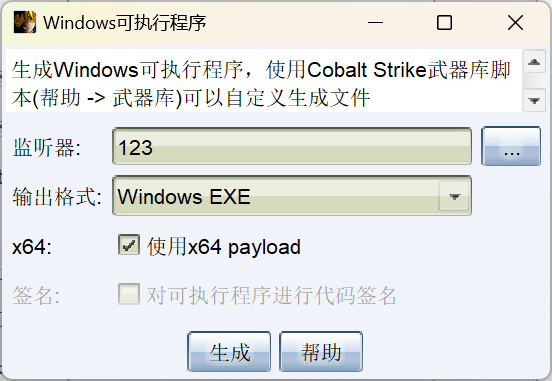 Windows可执行程序
生成Windows可执行程序，使用Cobalt Strike武器库脚
本(帮助 -> 武器库)可以自定义生成文件
监听器: 123 ...
输出格式: Windows EXE
x64: 使用x64 payload
签名: 对可执行程序进行代码签名
生成 帮助